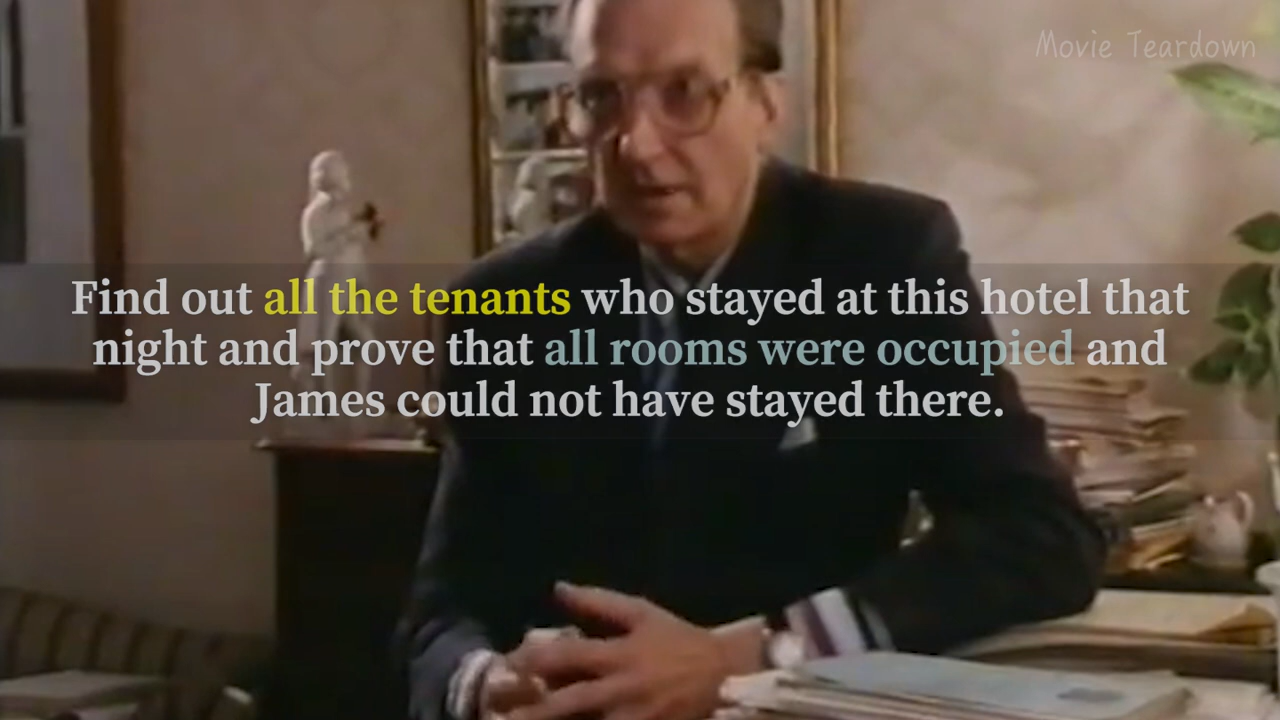 Movie Teardown
Find out all the tenants who stayed at this hotel that
night and prove that all rooms were occupied and
James could not have stayed there.